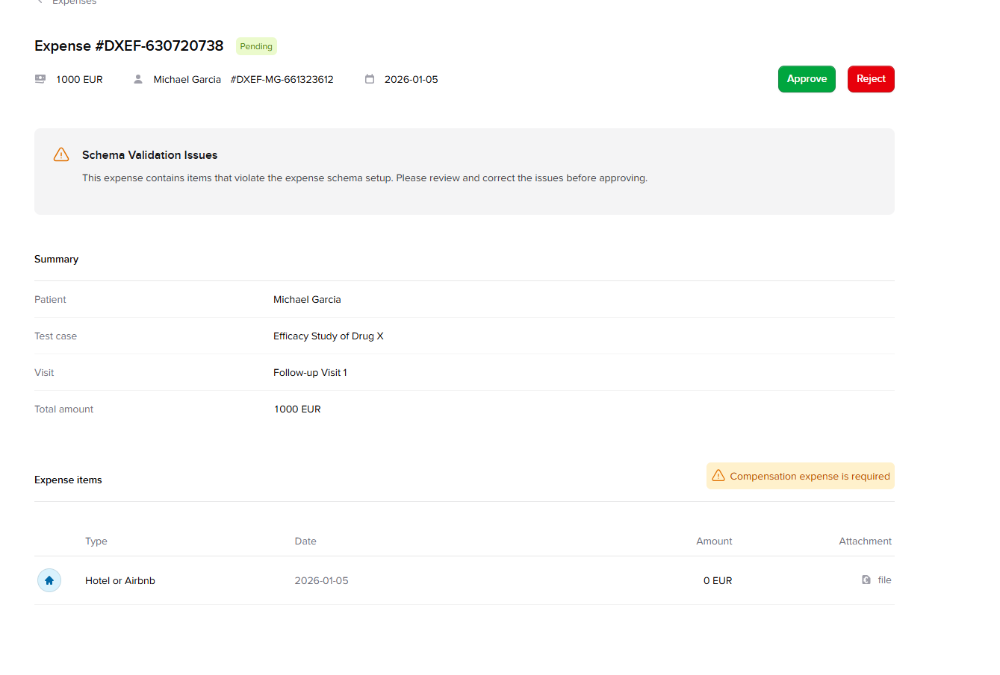 Expenses
Expense #DXEF-630720738 Pending
1000 EUR Michael Garcia #DXEF-MG-661323612 2026-01-05 Approve Reject
Schema Validation Issues
This expense contains items that violate the expense schema setup. Please review and correct the issues before approving.
Summary
Patient Michael Garcia
Test case Efficacy Study of Drug X
Visit Follow-up Visit 1
Total amount 1000 EUR
Expense items Compensation expense is required
Type Date Amount Attachment
Hotel or Airbnb 2026-01-05 0 EUR file